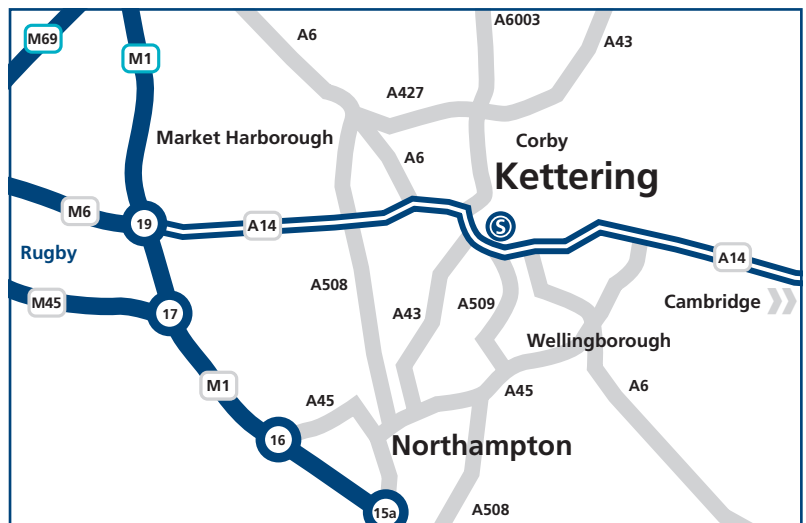 A6003
A6
M69
A43
M1
A427
Market Harborough
Corby
A6
Kettering
M6
19
A14
S
Rugby
A14
A508
M45
A43
A509
Cambridge
17
Wellingborough
M1
A45
A45
A6
16
Northampton
15a
A508